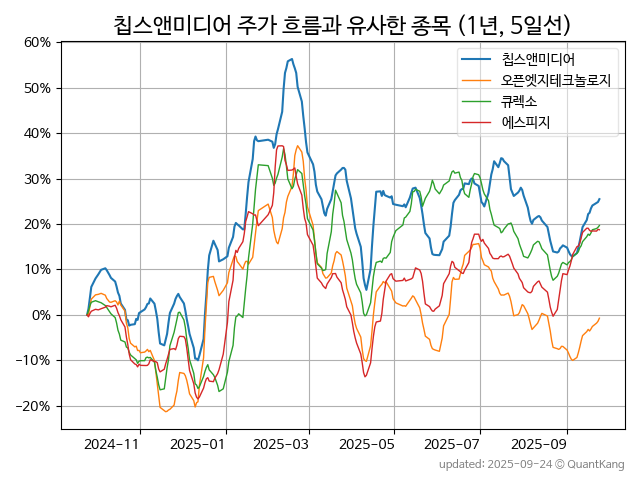 칩스앤미디어 주가 흐름과 유사한 종목 (1년, 5일선)
칩스앤미디어
오픈엣지테크놀로지
큐렉소
에스피지
60%
50%
40%
30%
20%
10%
0%
−10%
−20%
2024-11
2025-01
2025-03
2025-05
2025-07
2025-09
updated: 2025-09-24 © QuantKang